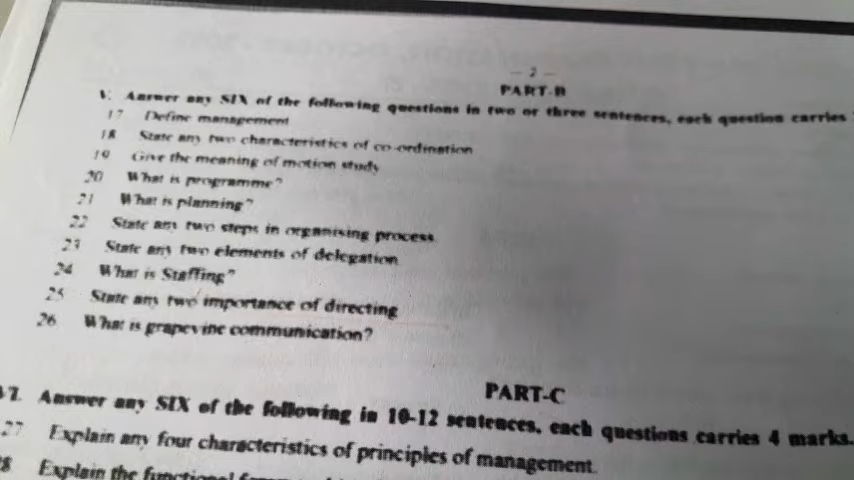 — 2 —
PART-B
V. Answer any SIX of the following questions in two or three sentences, each question carries
17 Define management
18 State any two characteristics of co-ordination
19 Give the meaning of motion study
20 What is programme?
21 What is planning?
22 State any two steps in organising process
23 State any two elements of delegation
24 What is Staffing?
25 State any two importance of directing
26 What is grapevine communication?
PART-C
Answer any SIX of the following in 10-12 sentences, each questions carries 4 marks.
27 Explain any four characteristics of principles of management.
Explain the functional